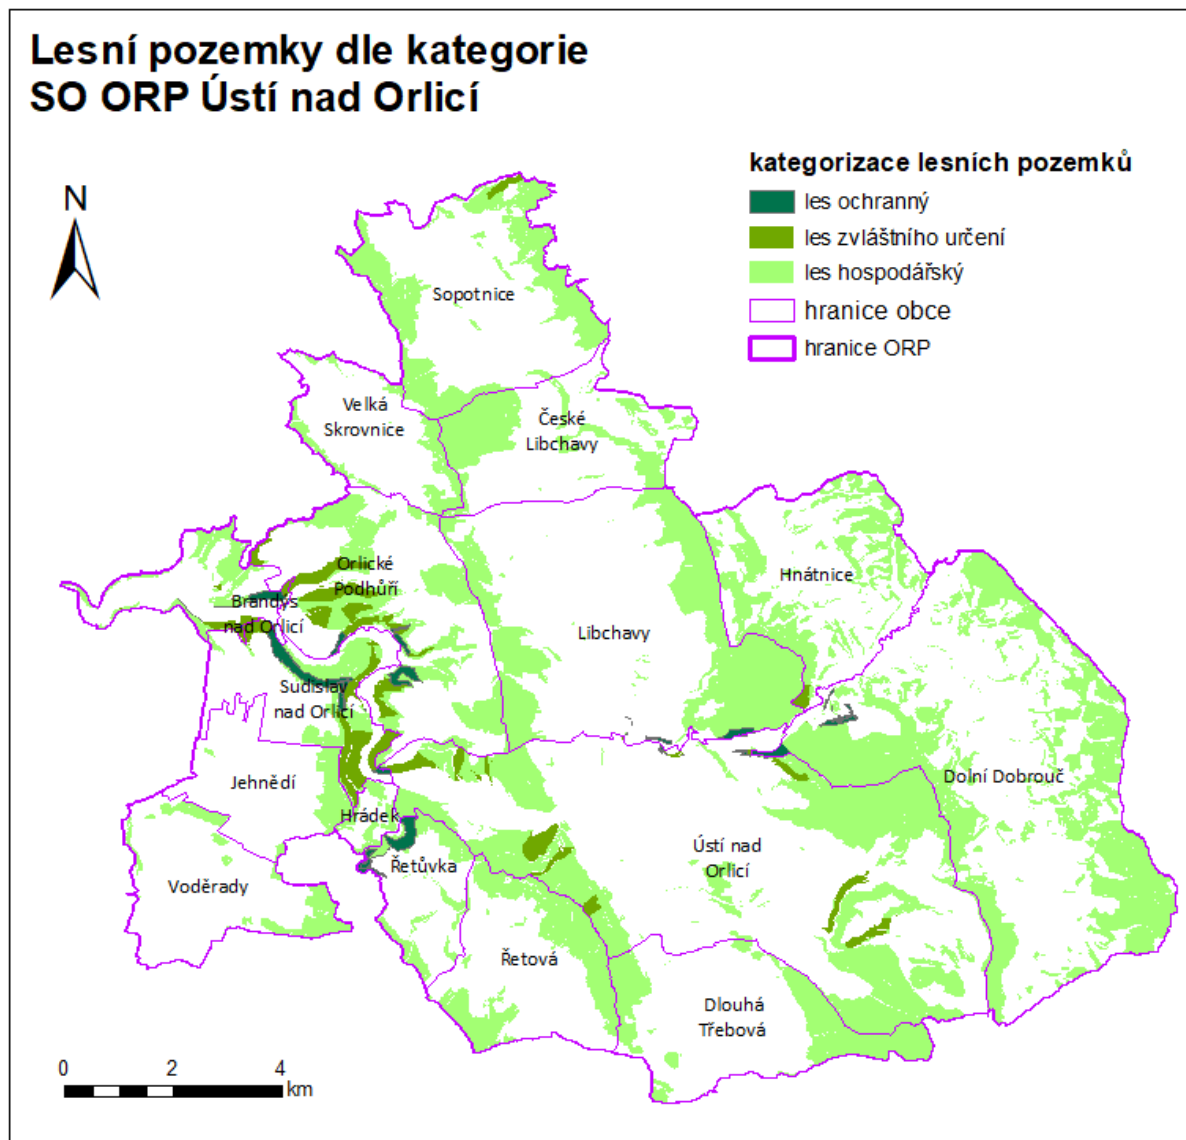 Lesní pozemky dle kategorie
SO ORP Ústí nad Orlicí
kategorizace lesních pozemků
les ochranný
les zvláštního určení
les hospodářský
hranice obce
hranice ORP
N
Sopotnice
Velká
Skrovnice
České
Libchavy
Orlické
Podhůří
Hnátnice
Brandýs
nad Orlicí
Libchavy
Sudislav
nad Orlicí
Jehnědí
Dolní Dobrouč
Hrádek
Ústí nad
Orlicí
Řetůvka
Voděrady
Řetová
Dlouhá
Třebová
0 2 4
km